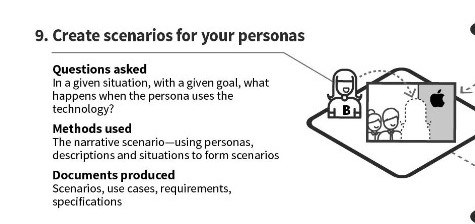 9. Create scenarios for your personas
Questions asked
In a given situation, with a given goal, what
happens when the persona uses the
technology?
Methods used
The narrative scenario—using personas,
descriptions and situations to form scenarios
Documents produced
Scenarios, use cases, requirements,
specifications
B